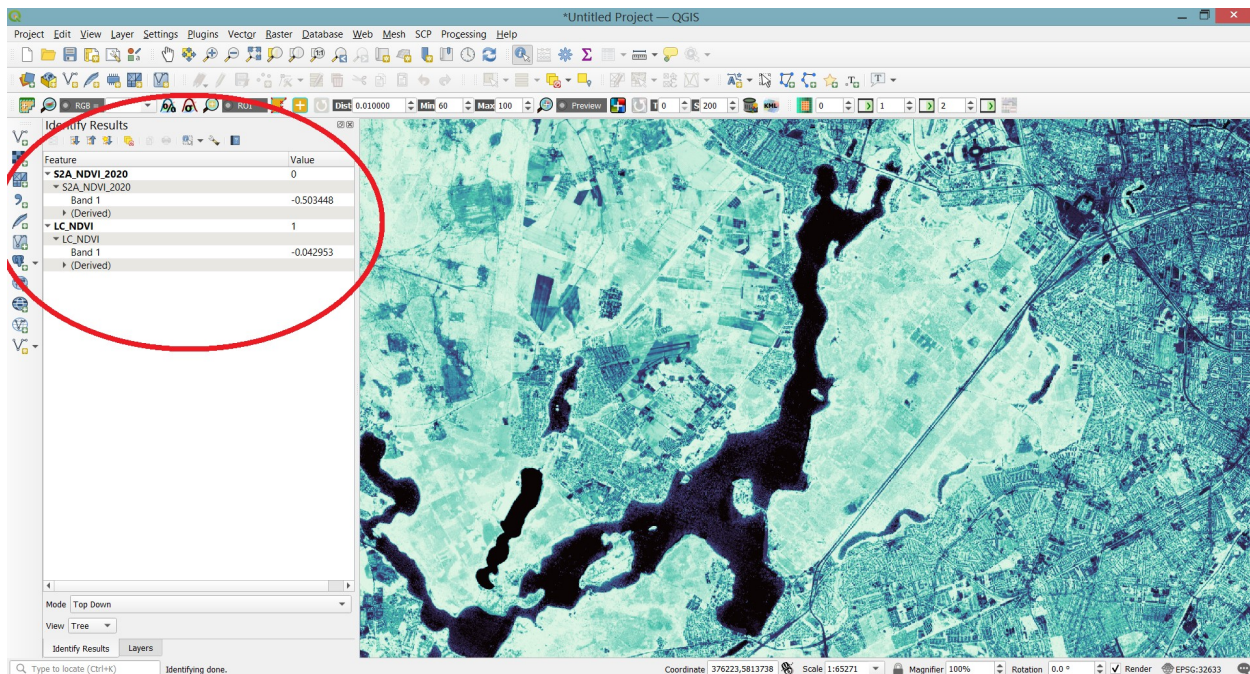 *Untitled Project — QGIS
Project Edit View Layer Settings Plugins Vector Raster Database Web Mesh SCP Processing Help
RGB = RO1 Dist 0.010000 Min 60 Max 100 Preview T 0 S 200 KML 0 1 2
Identify Results
Feature Value
S2A_NDVI_2020 0
S2A_NDVI_2020
Band 1 -0.503448
(Derived)
LC_NDVI 1
LC_NDVI
Band 1 -0.042953
(Derived)
Mode Top Down
View Tree
Identify Results Layers
Type to locate (Ctrl+K) Identifying done. Coordinate 376223,5813738 Scale 1:65271 Magnifier 100% Rotation 0.0 ° Render EPSG:32633